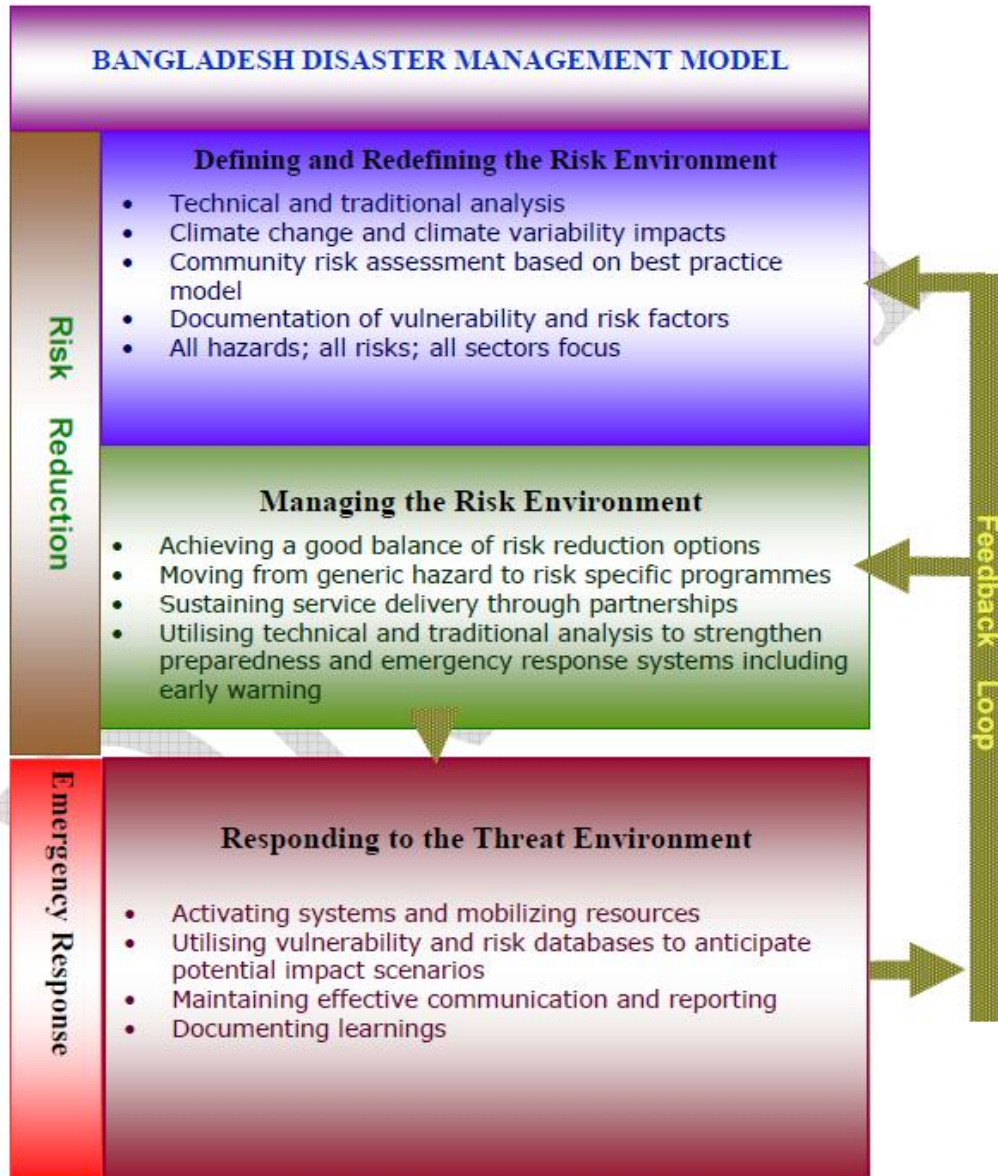 BANGLADESH DISASTER MANAGEMENT MODEL
Risk Reduction
Defining and Redefining the Risk Environment
• Technical and traditional analysis
• Climate change and climate variability impacts
• Community risk assessment based on best practice
model
• Documentation of vulnerability and risk factors
• All hazards; all risks; all sectors focus
Managing the Risk Environment
• Achieving a good balance of risk reduction options
• Moving from generic hazard to risk specific programmes
• Sustaining service delivery through partnerships
• Utilising technical and traditional analysis to strengthen
preparedness and emergency response systems including
early warning
Emergency Response
Responding to the Threat Environment
• Activating systems and mobilizing resources
• Utilising vulnerability and risk databases to anticipate
potential impact scenarios
• Maintaining effective communication and reporting
• Documenting learnings
Feedback Loop